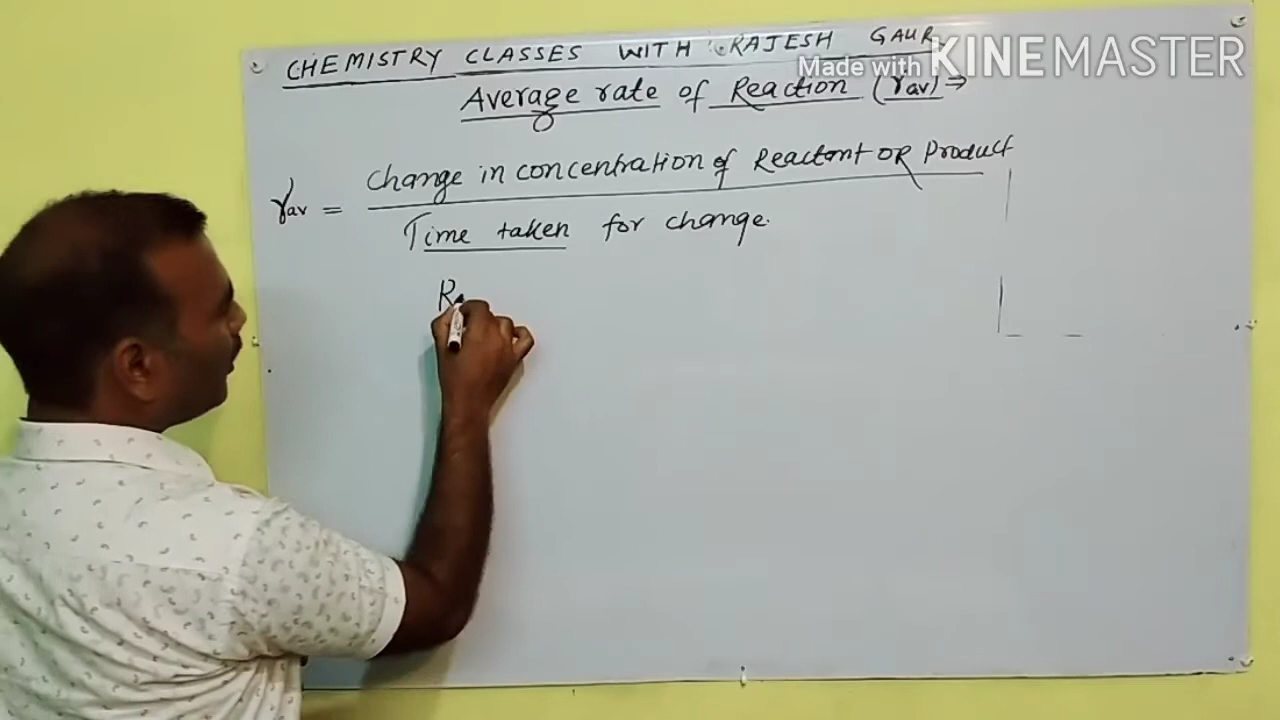 CHEMISTRY CLASSES WITH RAJESH GAUR
Made with KINEMASTER
Average rate of Reaction (rav) →
rav = Change in concentration of Reactant OR Product
Time taken for change.
R